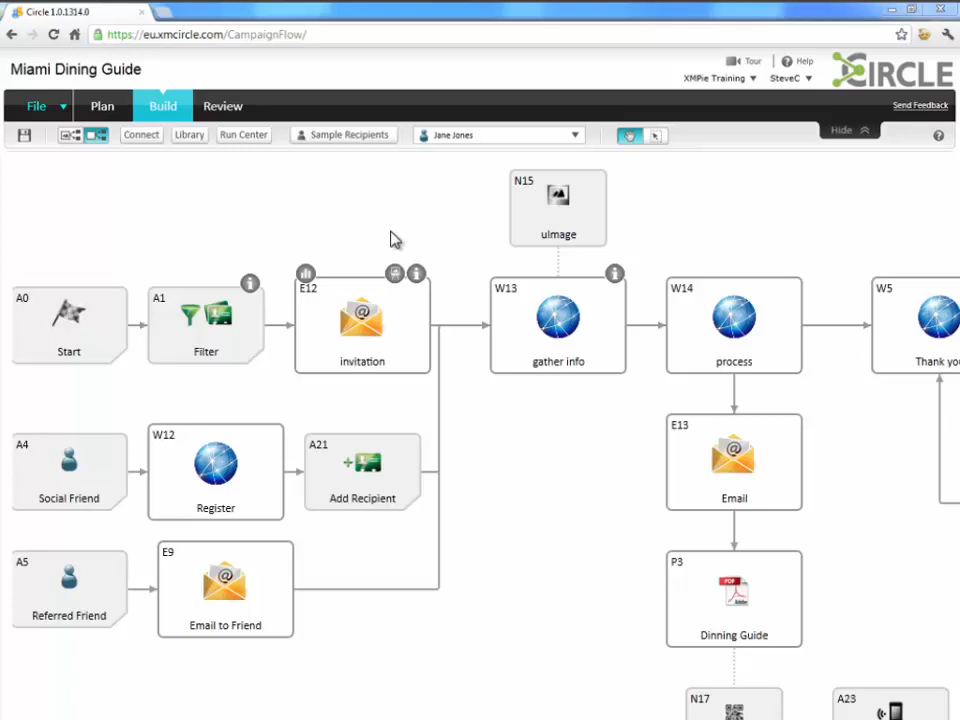 Circle 1.0.1314.0
https://eu.xmcircle.com/CampaignFlow/
Miami Dining Guide
Tour
Help
XMPie Training
SteveC
CIRCLE
File
Plan
Build
Review
Send Feedback
Connect
Library
Run Center
Sample Recipients
Jane Jones
Hide
N15
uImage
A0
Start
A1
Filter
E12
invitation
W13
gather info
W14
process
W5
Thank you
A4
Social Friend
W12
Register
A21
Add Recipient
E13
Email
A5
Referred Friend
E9
Email to Friend
P3
PDF
Adobe
Dinning Guide
N17
A23